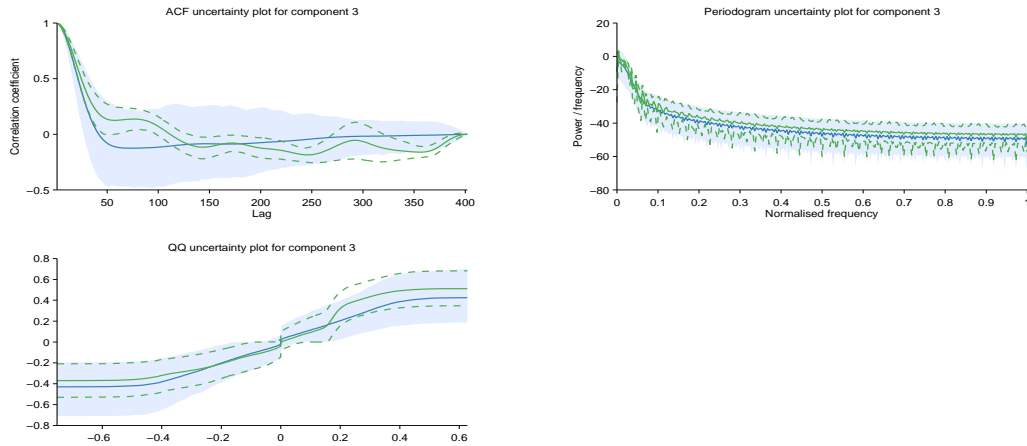 ACF uncertainty plot for component 3
1
0.5
0
−0.5
Correlation coefficient
50 100 150 200 250 300 350 400
Lag
Periodogram uncertainty plot for component 3
20
0
−20
−40
−60
−80
Power / frequency
0 0.1 0.2 0.3 0.4 0.5 0.6 0.7 0.8 0.9 1
Normalised frequency
QQ uncertainty plot for component 3
0.8
0.6
0.4
0.2
0
−0.2
−0.4
−0.6
−0.8
−0.6 −0.4 −0.2 0 0.2 0.4 0.6